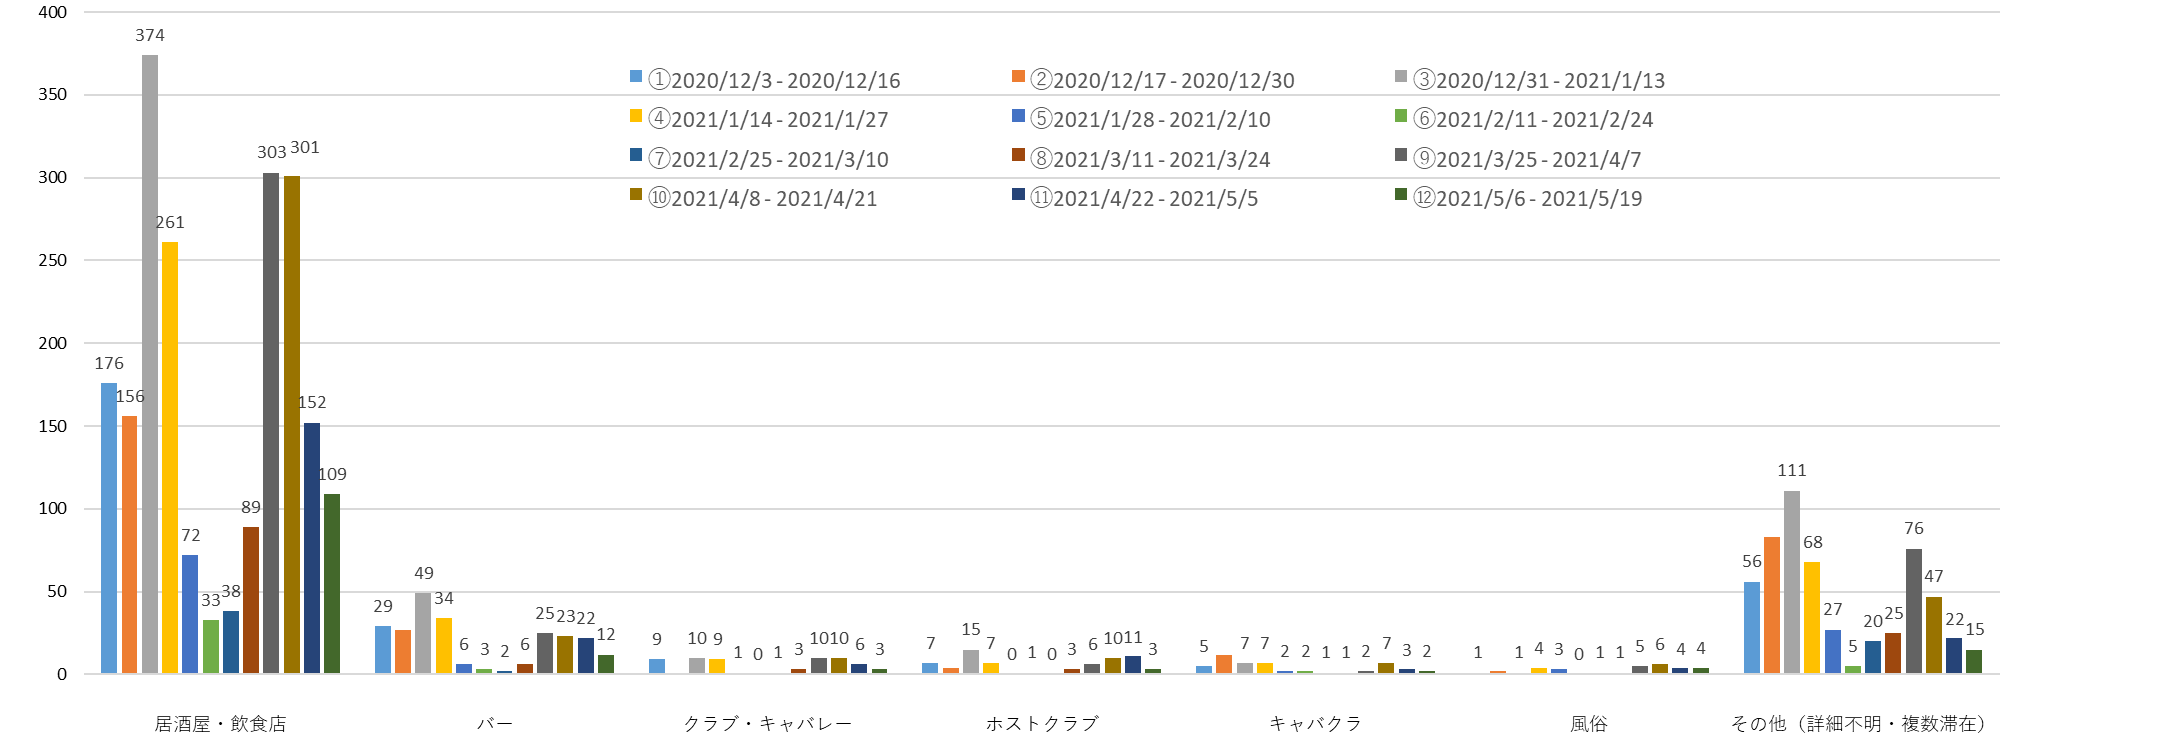 400
350
300
250
200
150
100
50
0
①2020/12/3 - 2020/12/16 ②2020/12/17 - 2020/12/30 ③2020/12/31 - 2021/1/13
④2021/1/14 - 2021/1/27 ⑤2021/1/28 - 2021/2/10 ⑥2021/2/11 - 2021/2/24
⑦2021/2/25 - 2021/3/10 ⑧2021/3/11 - 2021/3/24 ⑨2021/3/25 - 2021/4/7
⑩2021/4/8 - 2021/4/21 ⑪2021/4/22 - 2021/5/5 ⑫2021/5/6 - 2021/5/19
176 156 374 261 72 33 38 89 303 301 152 109
29 49 34 6 3 2 6 25 23 22 12
9 10 9 1 0 1 3 10 10 6 3
7 15 7 0 1 0 3 6 10 11 3
5 7 7 2 2 1 1 2 7 3 2
1 1 4 3 0 1 1 5 6 4 4
56 111 68 27 5 20 25 76 47 22 15
居酒屋・飲食店 バー クラブ・キャバレー ホストクラブ キャバクラ 風俗 その他（詳細不明・複数滞在）